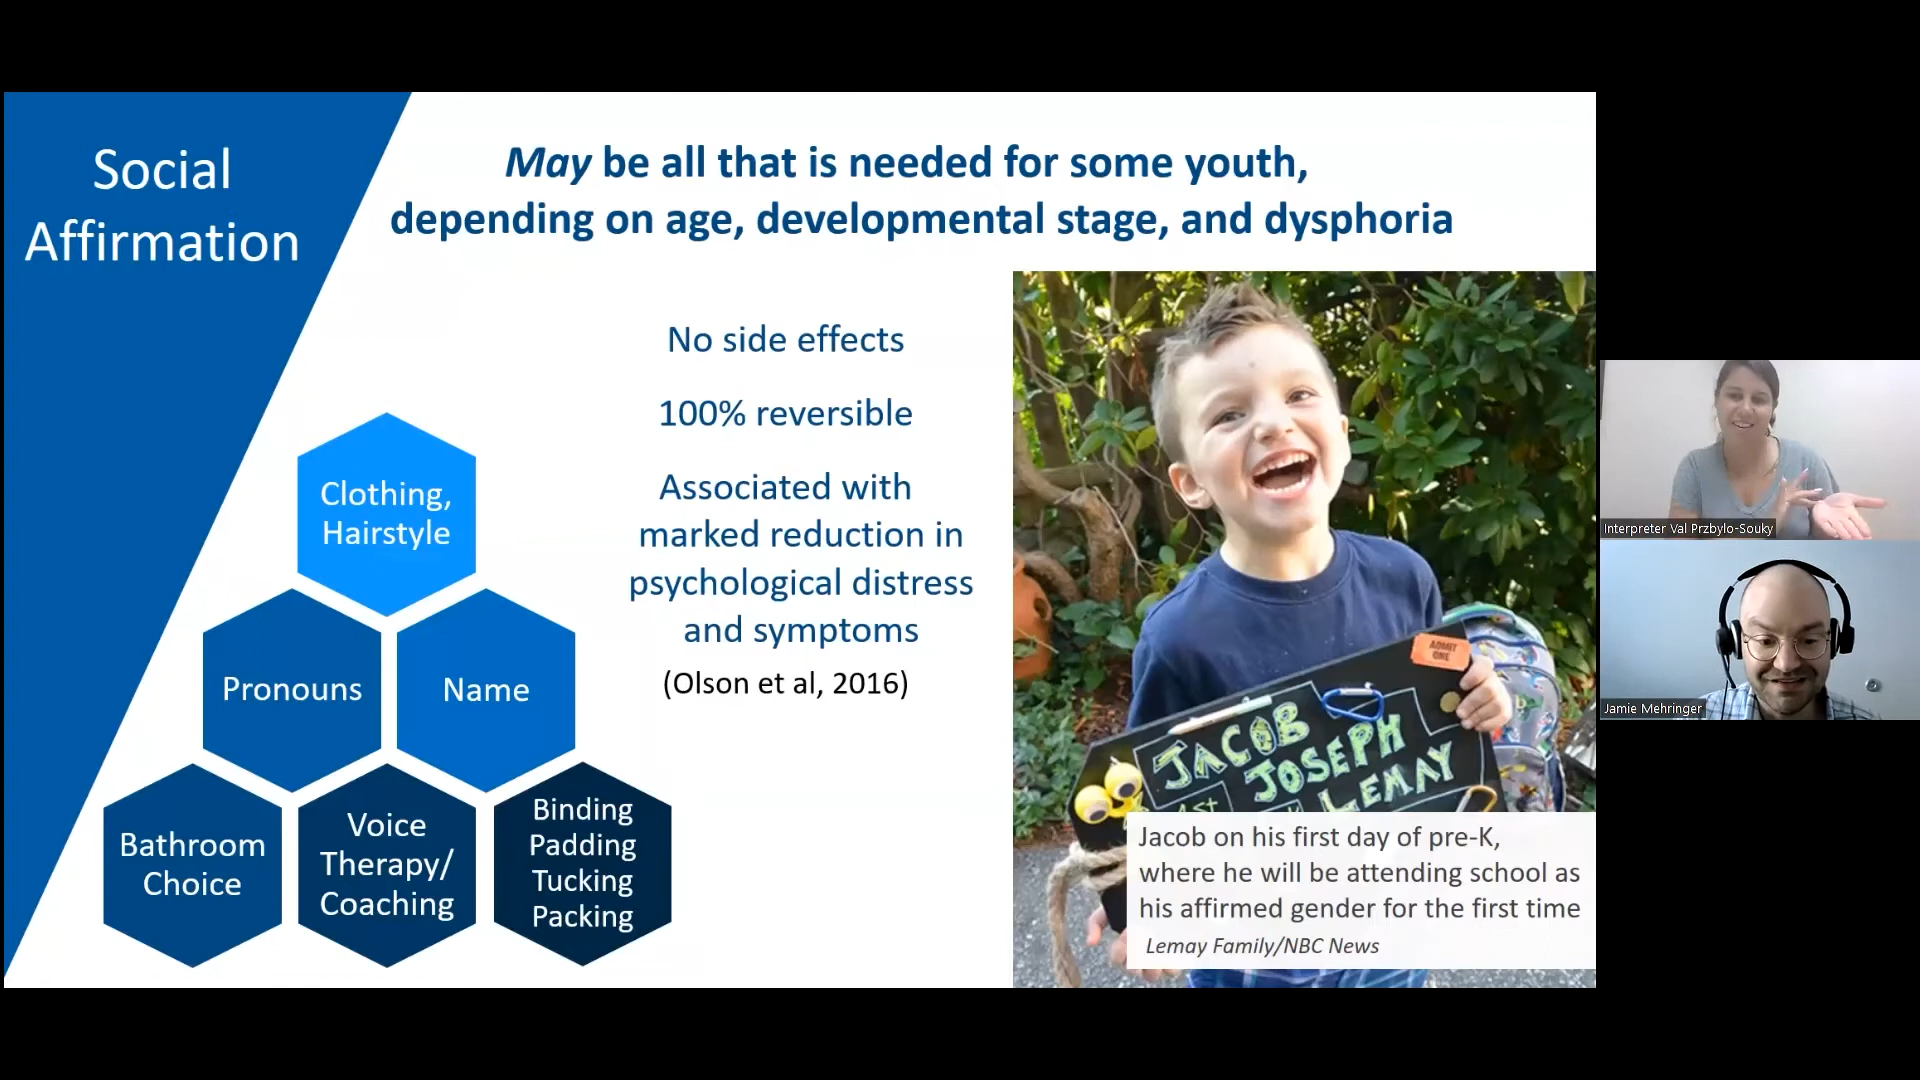 Social
Affirmation
May be all that is needed for some youth,
depending on age, developmental stage, and dysphoria
No side effects
100% reversible
Associated with
marked reduction in
psychological distress
and symptoms
(Olson et al, 2016)
Clothing,
Hairstyle
Pronouns
Name
Bathroom
Choice
Voice
Therapy/
Coaching
Binding
Padding
Tucking
Packing
ADMIT
ONE
JACOB
JOSEPH
LEMAY
Jacob on his first day of pre-K,
where he will be attending school as
his affirmed gender for the first time
Lemay Family/NBC News
Interpreter Val Przbylo-Souky
Jamie Mehringer